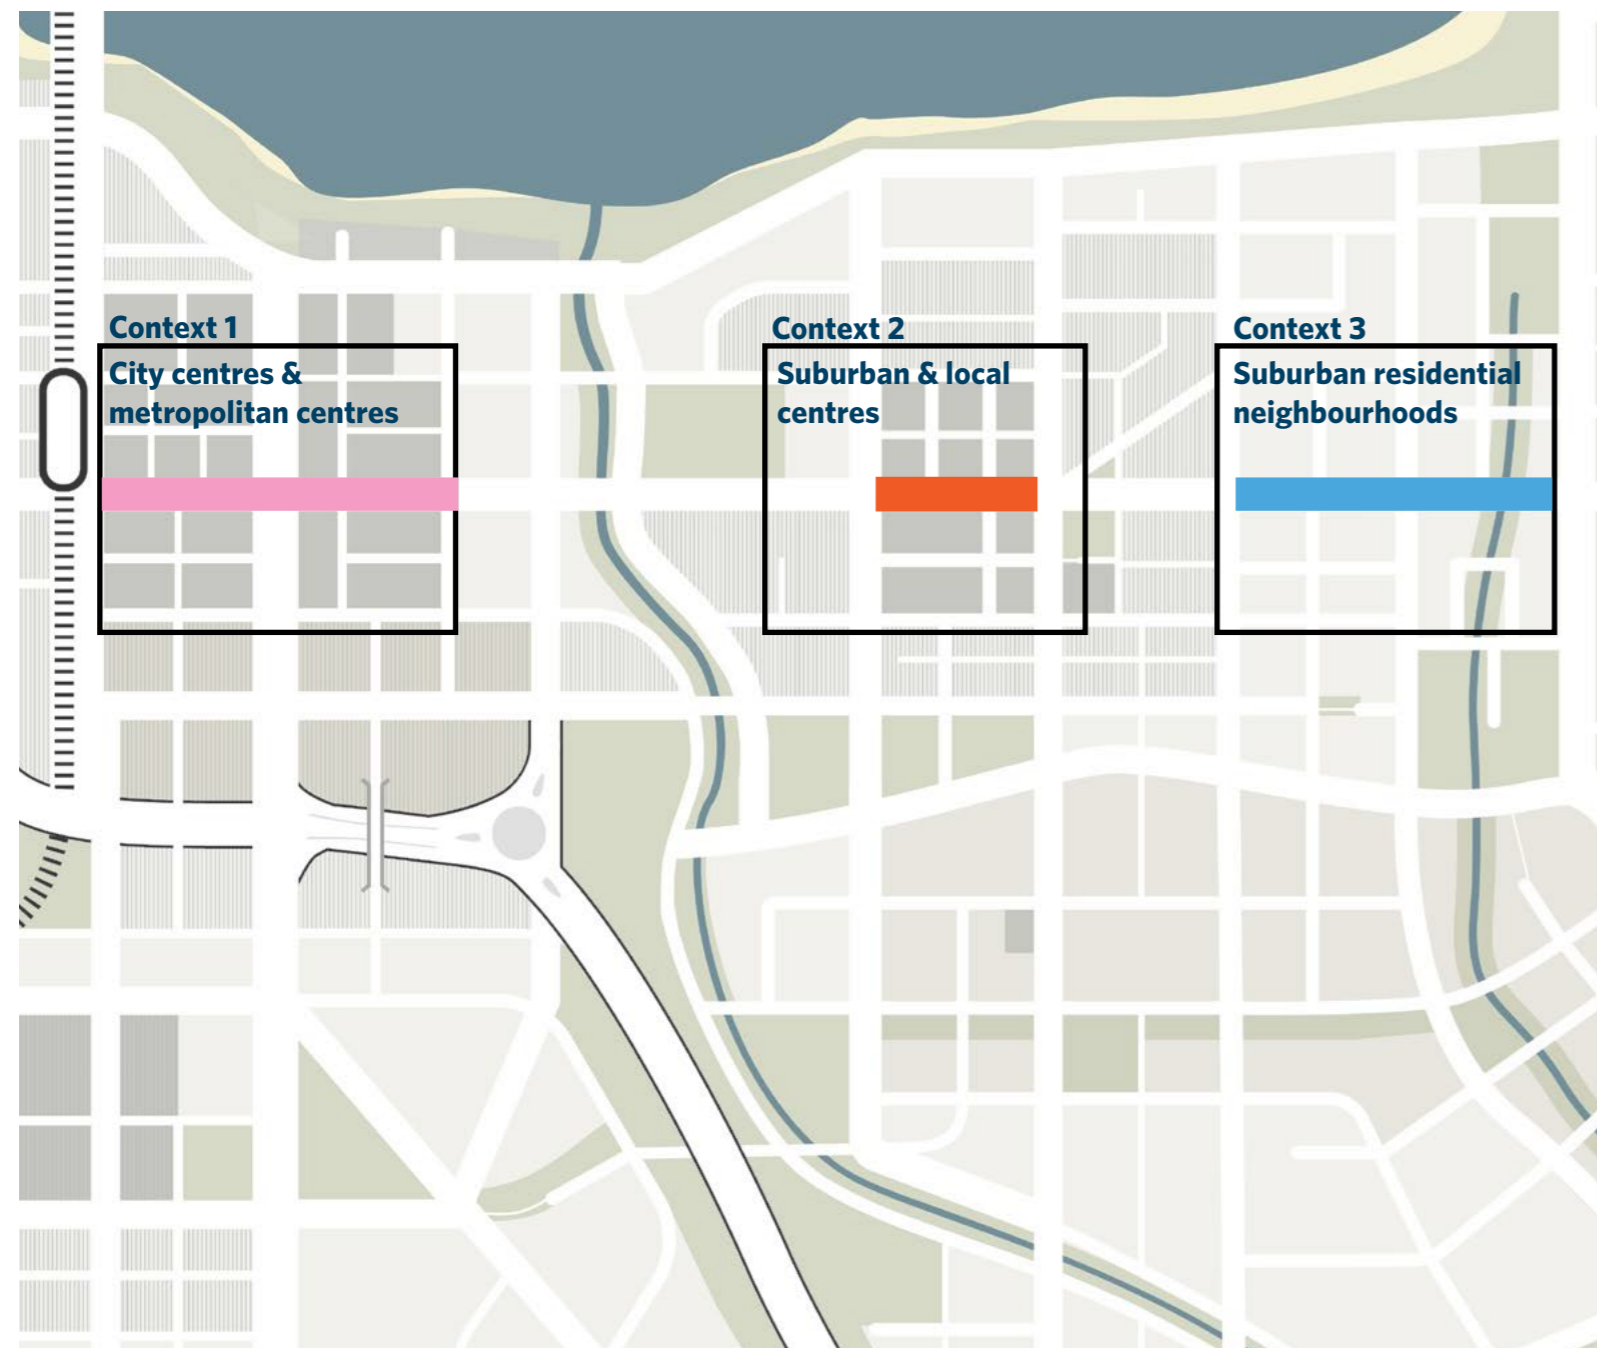 Context 1
City centres &
metropolitan centres
Context 2
Suburban & local
centres
Context 3
Suburban residential
neighbourhoods